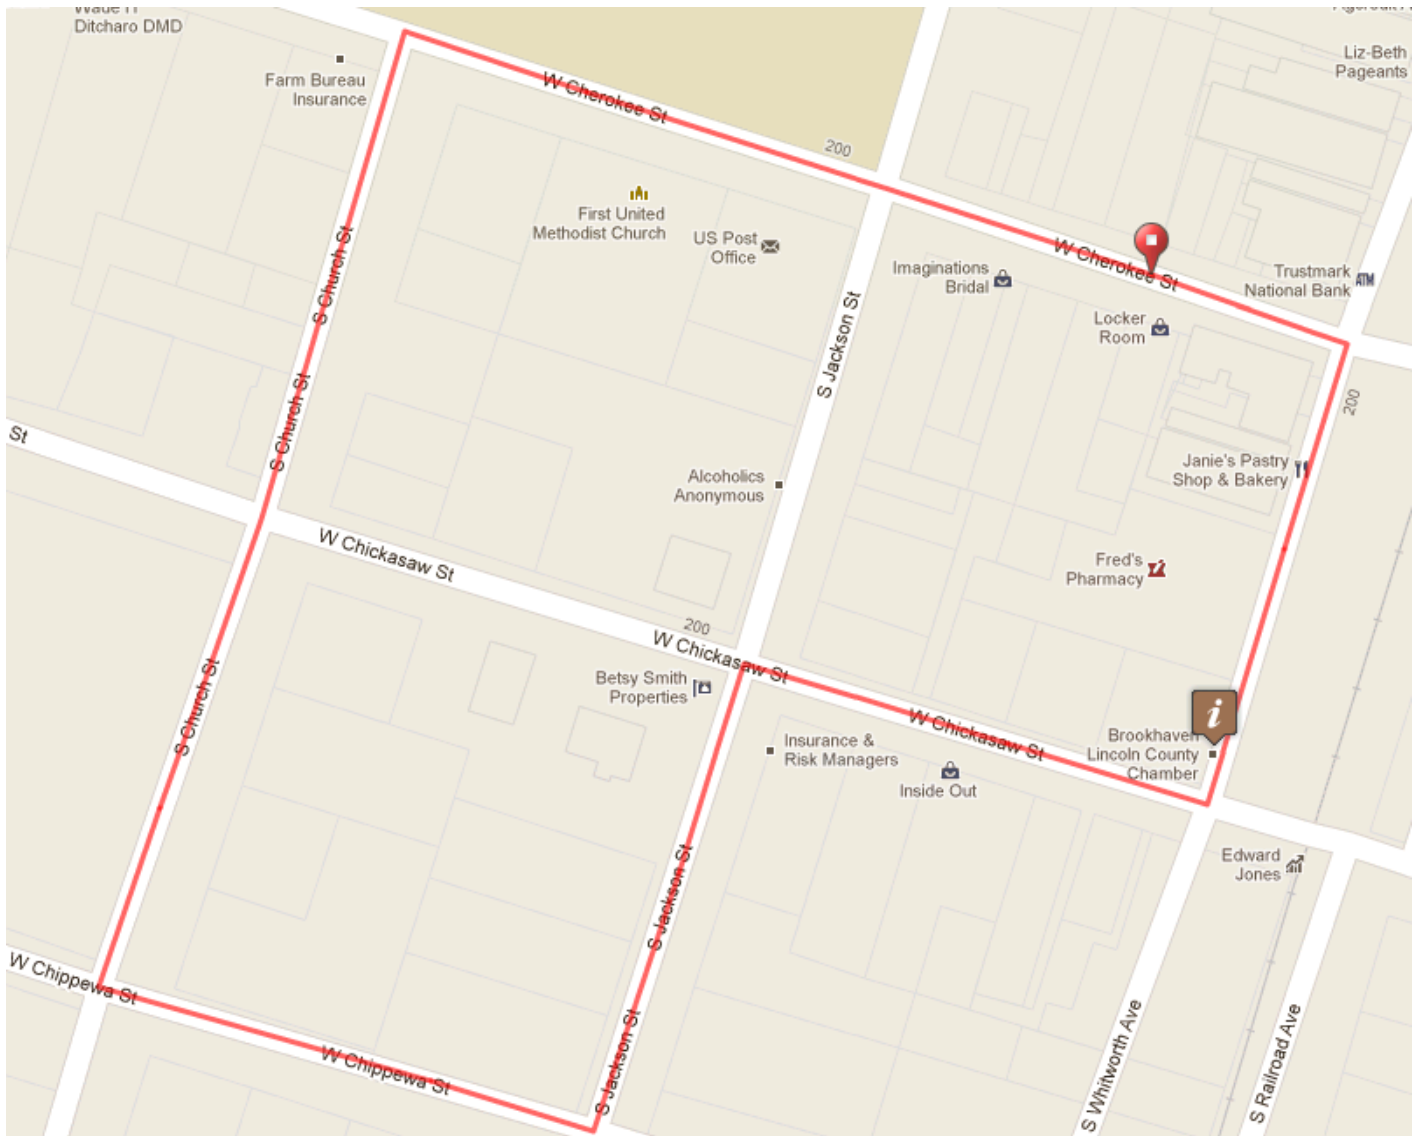 Ditcharo DMD
Farm Bureau
Insurance
W Cherokee St
200
Liz-Beth
Pageants
First United
Methodist Church
US Post
Office
S Church St
Imaginations
Bridal
W Cherokee St
Trustmark
National Bank
ATM
Locker
Room
S Jackson St
200
S Church St
St
Janie's Pastry
Shop & Bakery
Alcoholics
Anonymous
W Chickasaw St
Fred's
Pharmacy
200
W Chickasaw St
Betsy Smith
Properties
S Church St
W Chickasaw St
i
Brookhaven
Lincoln County
Chamber
Insurance &
Risk Managers
Inside Out
Edward
Jones
S Jackson St
W Chippewa St
W Chippewa St
S Jackson St
S Whitworth Ave
S Railroad Ave